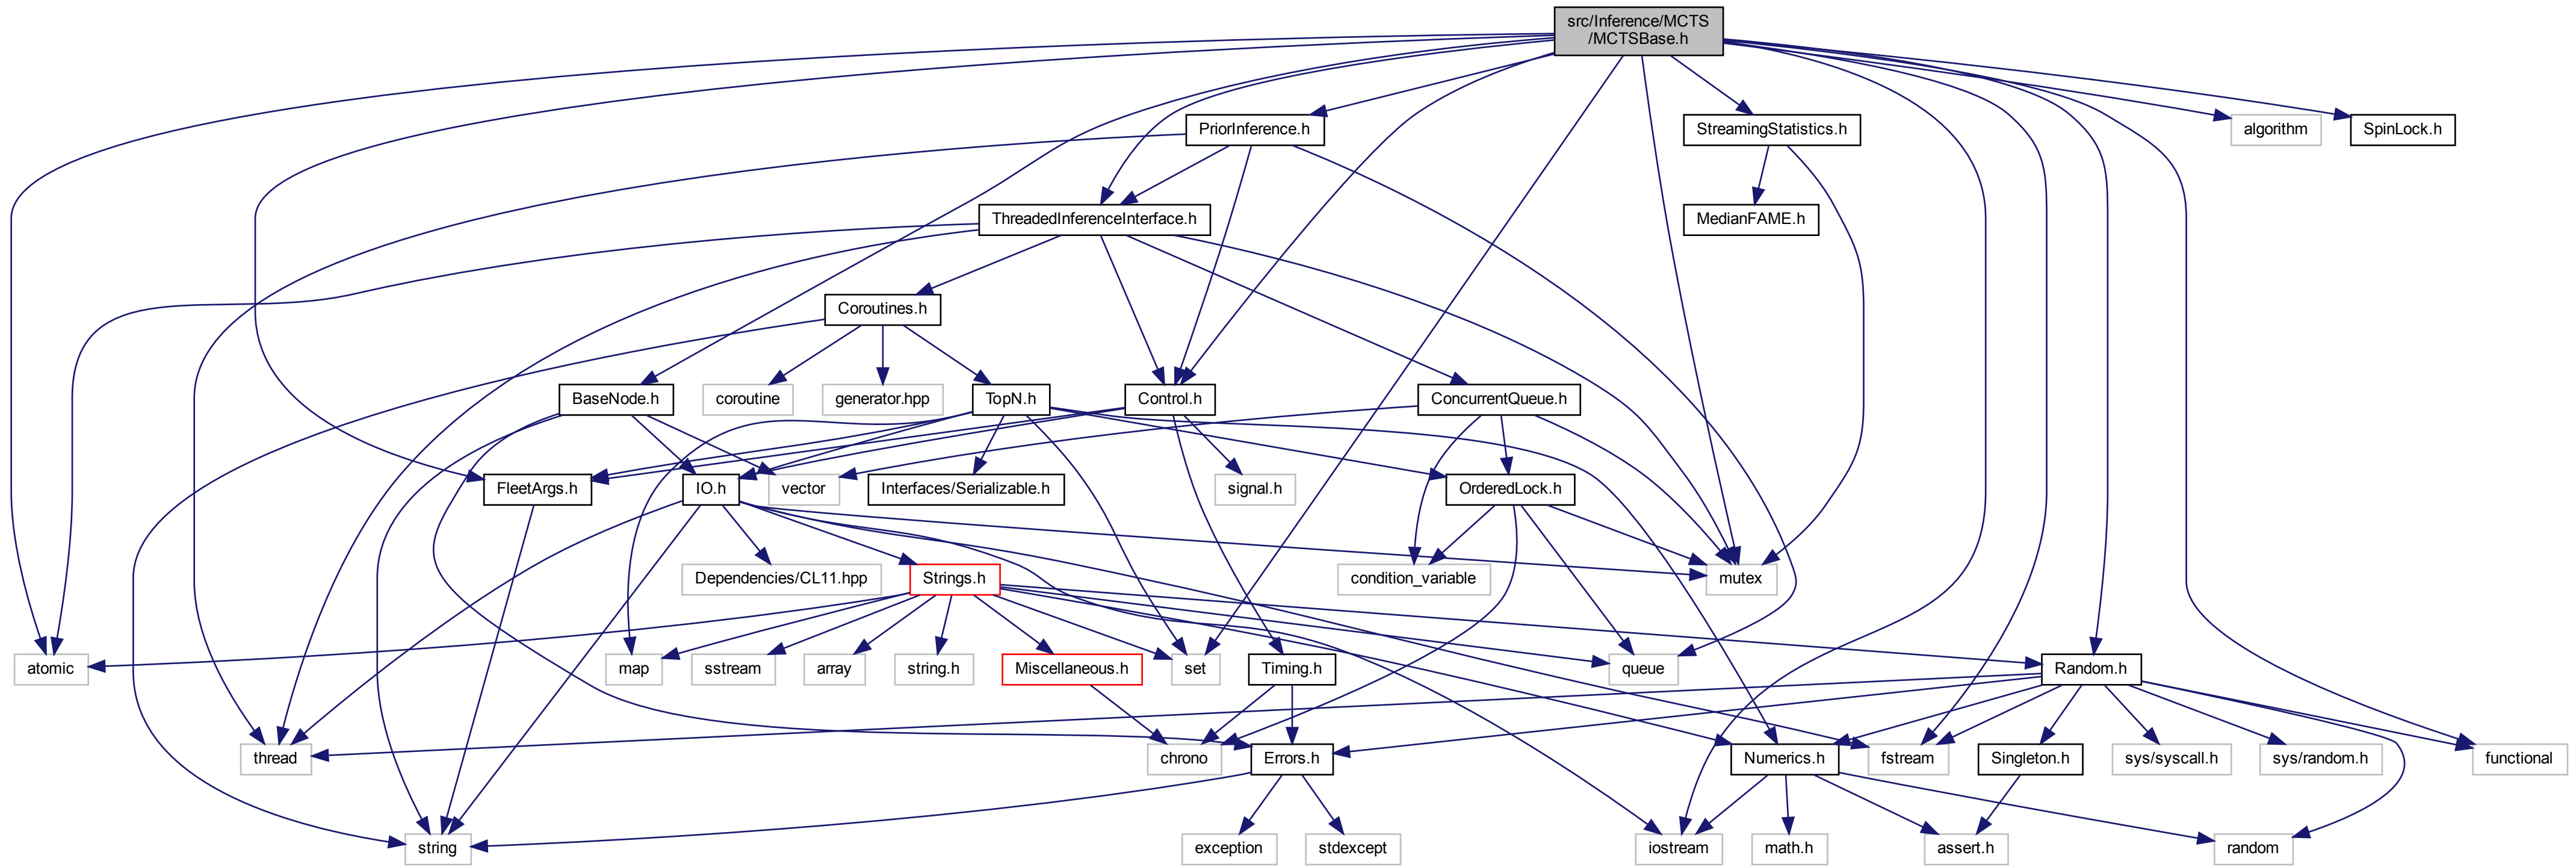 src/Inference/MCTS
/MCTSBase.h
PriorInference.h
StreamingStatistics.h
algorithm
SpinLock.h
ThreadedInferenceInterface.h
MedianFAME.h
Coroutines.h
BaseNode.h
coroutine
generator.hpp
TopN.h
Control.h
ConcurrentQueue.h
FleetArgs.h
IO.h
vector
Interfaces/Serializable.h
signal.h
OrderedLock.h
Dependencies/CL11.hpp
Strings.h
condition_variable
mutex
atomic
map
sstream
array
string.h
Miscellaneous.h
set
Timing.h
queue
Random.h
thread
chrono
Errors.h
Numerics.h
fstream
Singleton.h
sys/syscall.h
sys/random.h
functional
string
exception
stdexcept
iostream
math.h
assert.h
random